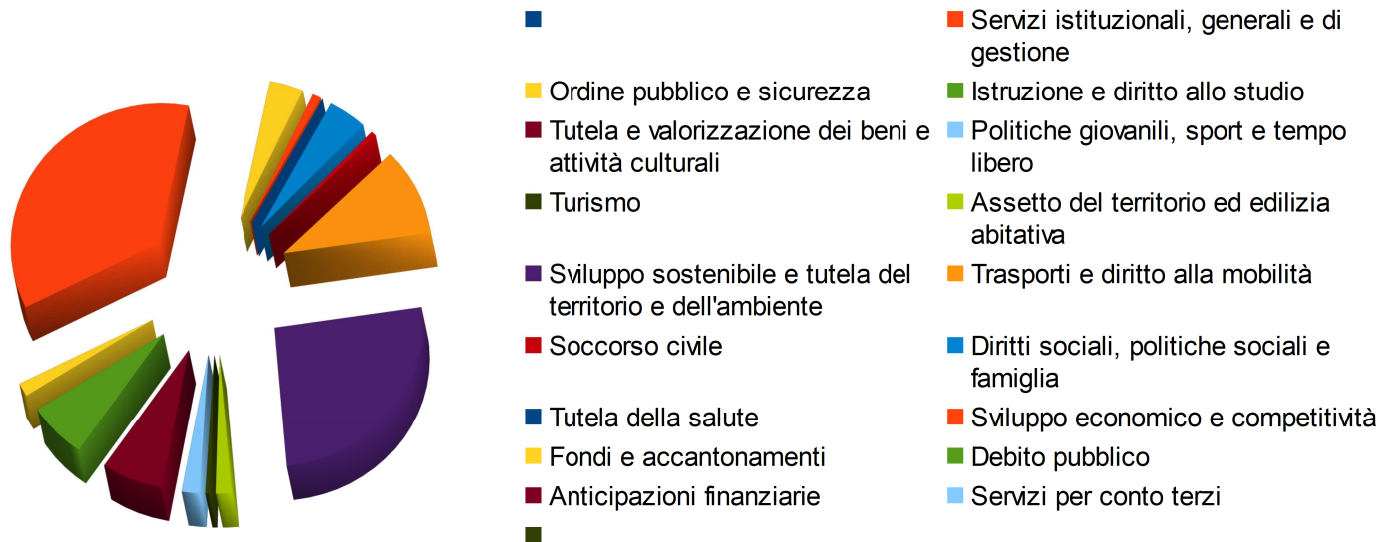 Servizi istituzionali, generali e di
gestione
Ordine pubblico e sicurezza
Istruzione e diritto allo studio
Tutela e valorizzazione dei beni e
attività culturali
Politiche giovanili, sport e tempo
libero
Turismo
Assetto del territorio ed edilizia
abitativa
Sviluppo sostenibile e tutela del
territorio e dell'ambiente
Trasporti e diritto alla mobilità
Soccorso civile
Diritti sociali, politiche sociali e
famiglia
Tutela della salute
Sviluppo economico e competitività
Fondi e accantonamenti
Debito pubblico
Anticipazioni finanziarie
Servizi per conto terzi